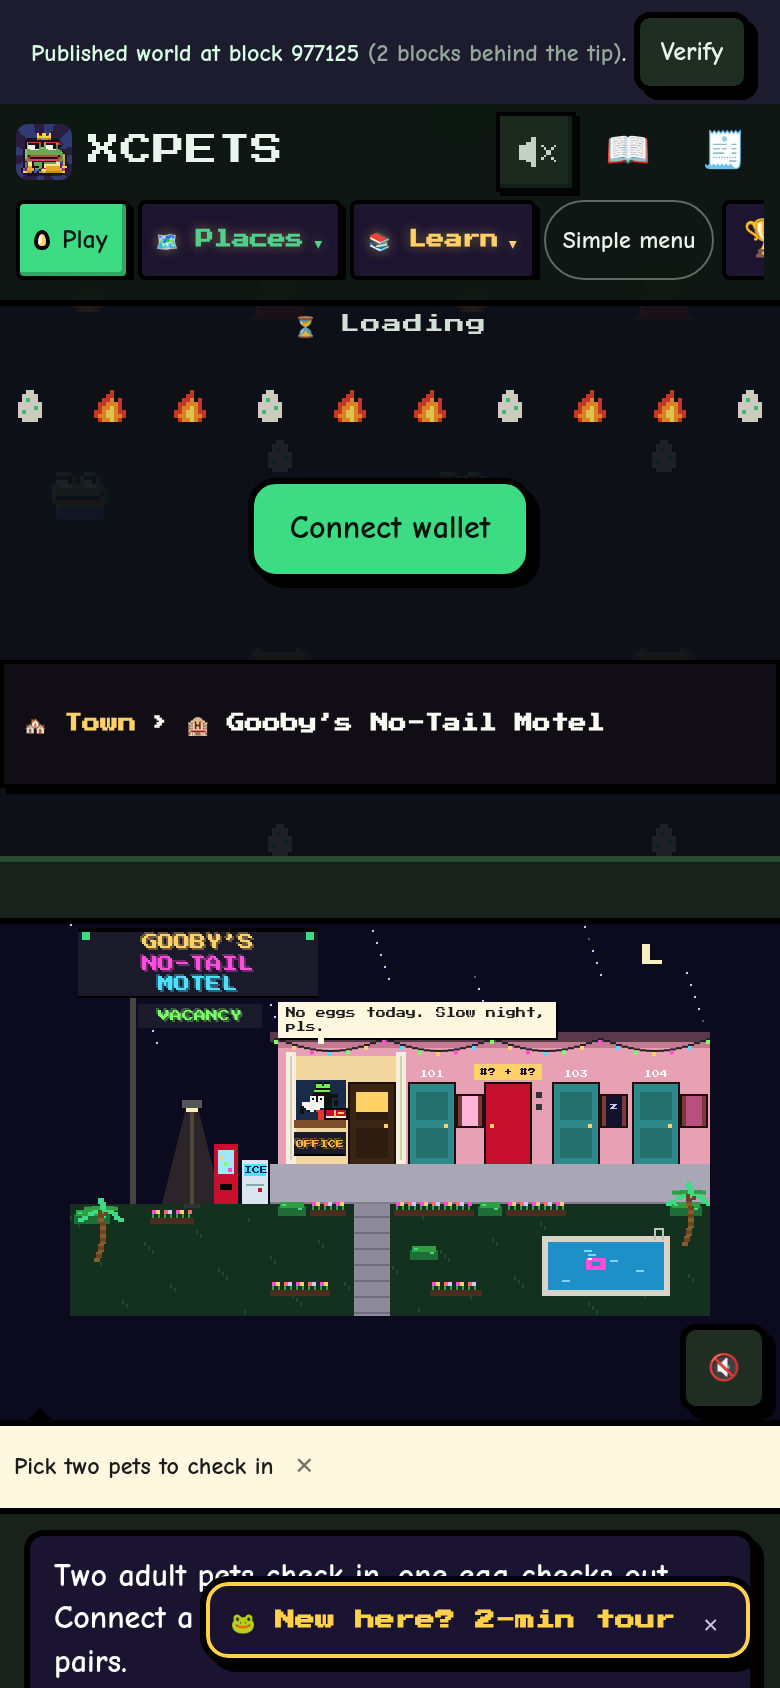 Published world at block 977125 (2 blocks behind the tip).
Verify
XCPETS
Play
Places
Learn
Simple menu
Loading
Connect wallet
Town › Gooby's No-Tail Motel
GOOBY'S
NO-TAIL
MOTEL
VACANCY
No eggs today. Slow night,
pls.
101
#? + #?
103
104
z
OFFICE
ICE
Pick two pets to check in ×
Two adult pets check in, one egg checks out.
Connect a
pairs.
New here? 2-min tour ×